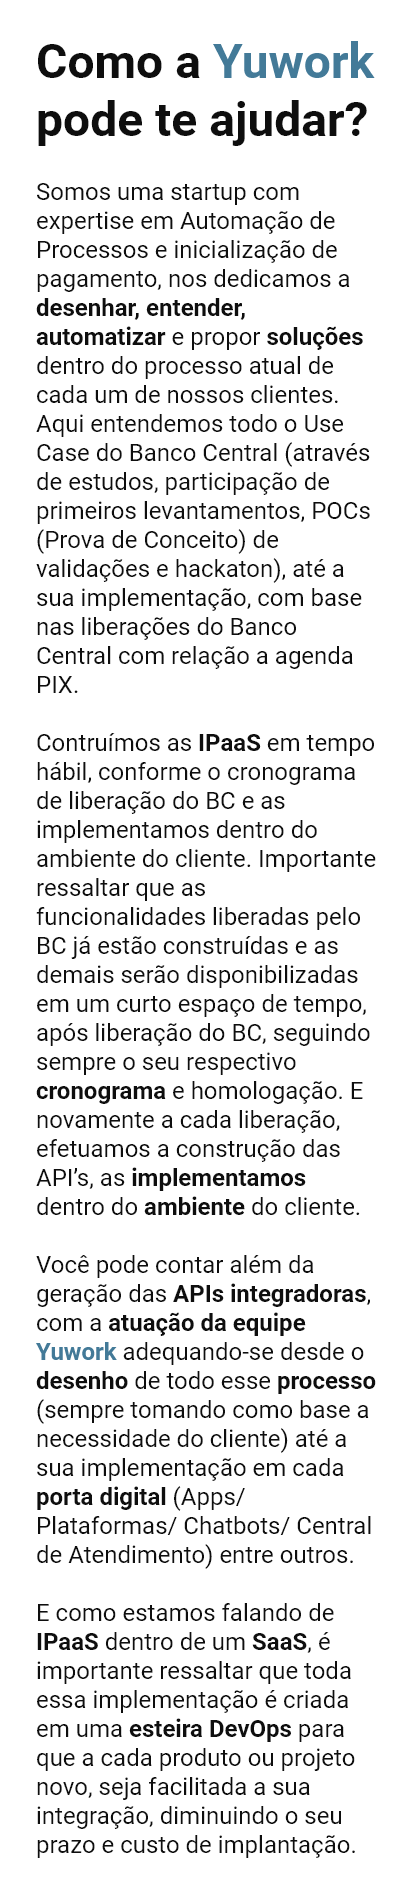 Como a Yuwork
pode te ajudar?
Somos uma startup com
expertise em Automação de
Processos e inicialização de
pagamento, nos dedicamos a
desenhar, entender,
automatizar e propor soluções
dentro do processo atual de
cada um de nossos clientes.
Aqui entendemos todo o Use
Case do Banco Central (através
de estudos, participação de
primeiros levantamentos, POCs
(Prova de Conceito) de
validações e hackaton), até a
sua implementação, com base
nas liberações do Banco
Central com relação a agenda
PIX.
Contruímos as IPaaS em tempo
hábil, conforme o cronograma
de liberação do BC e as
implementamos dentro do
ambiente do cliente. Importante
ressaltar que as
funcionalidades liberadas pelo
BC já estão construídas e as
demais serão disponibilizadas
em um curto espaço de tempo,
após liberação do BC, seguindo
sempre o seu respectivo
cronograma e homologação. E
novamente a cada liberação,
efetuamos a construção das
API’s, as implementamos
dentro do ambiente do cliente.
Você pode contar além da
geração das APIs integradoras,
com a atuação da equipe
Yuwork adequando-se desde o
desenho de todo esse processo
(sempre tomando como base a
necessidade do cliente) até a
sua implementação em cada
porta digital (Apps/
Plataformas/ Chatbots/ Central
de Atendimento) entre outros.
E como estamos falando de
IPaaS dentro de um SaaS, é
importante ressaltar que toda
essa implementação é criada
em uma esteira DevOps para
que a cada produto ou projeto
novo, seja facilitada a sua
integração, diminuindo o seu
prazo e custo de implantação.